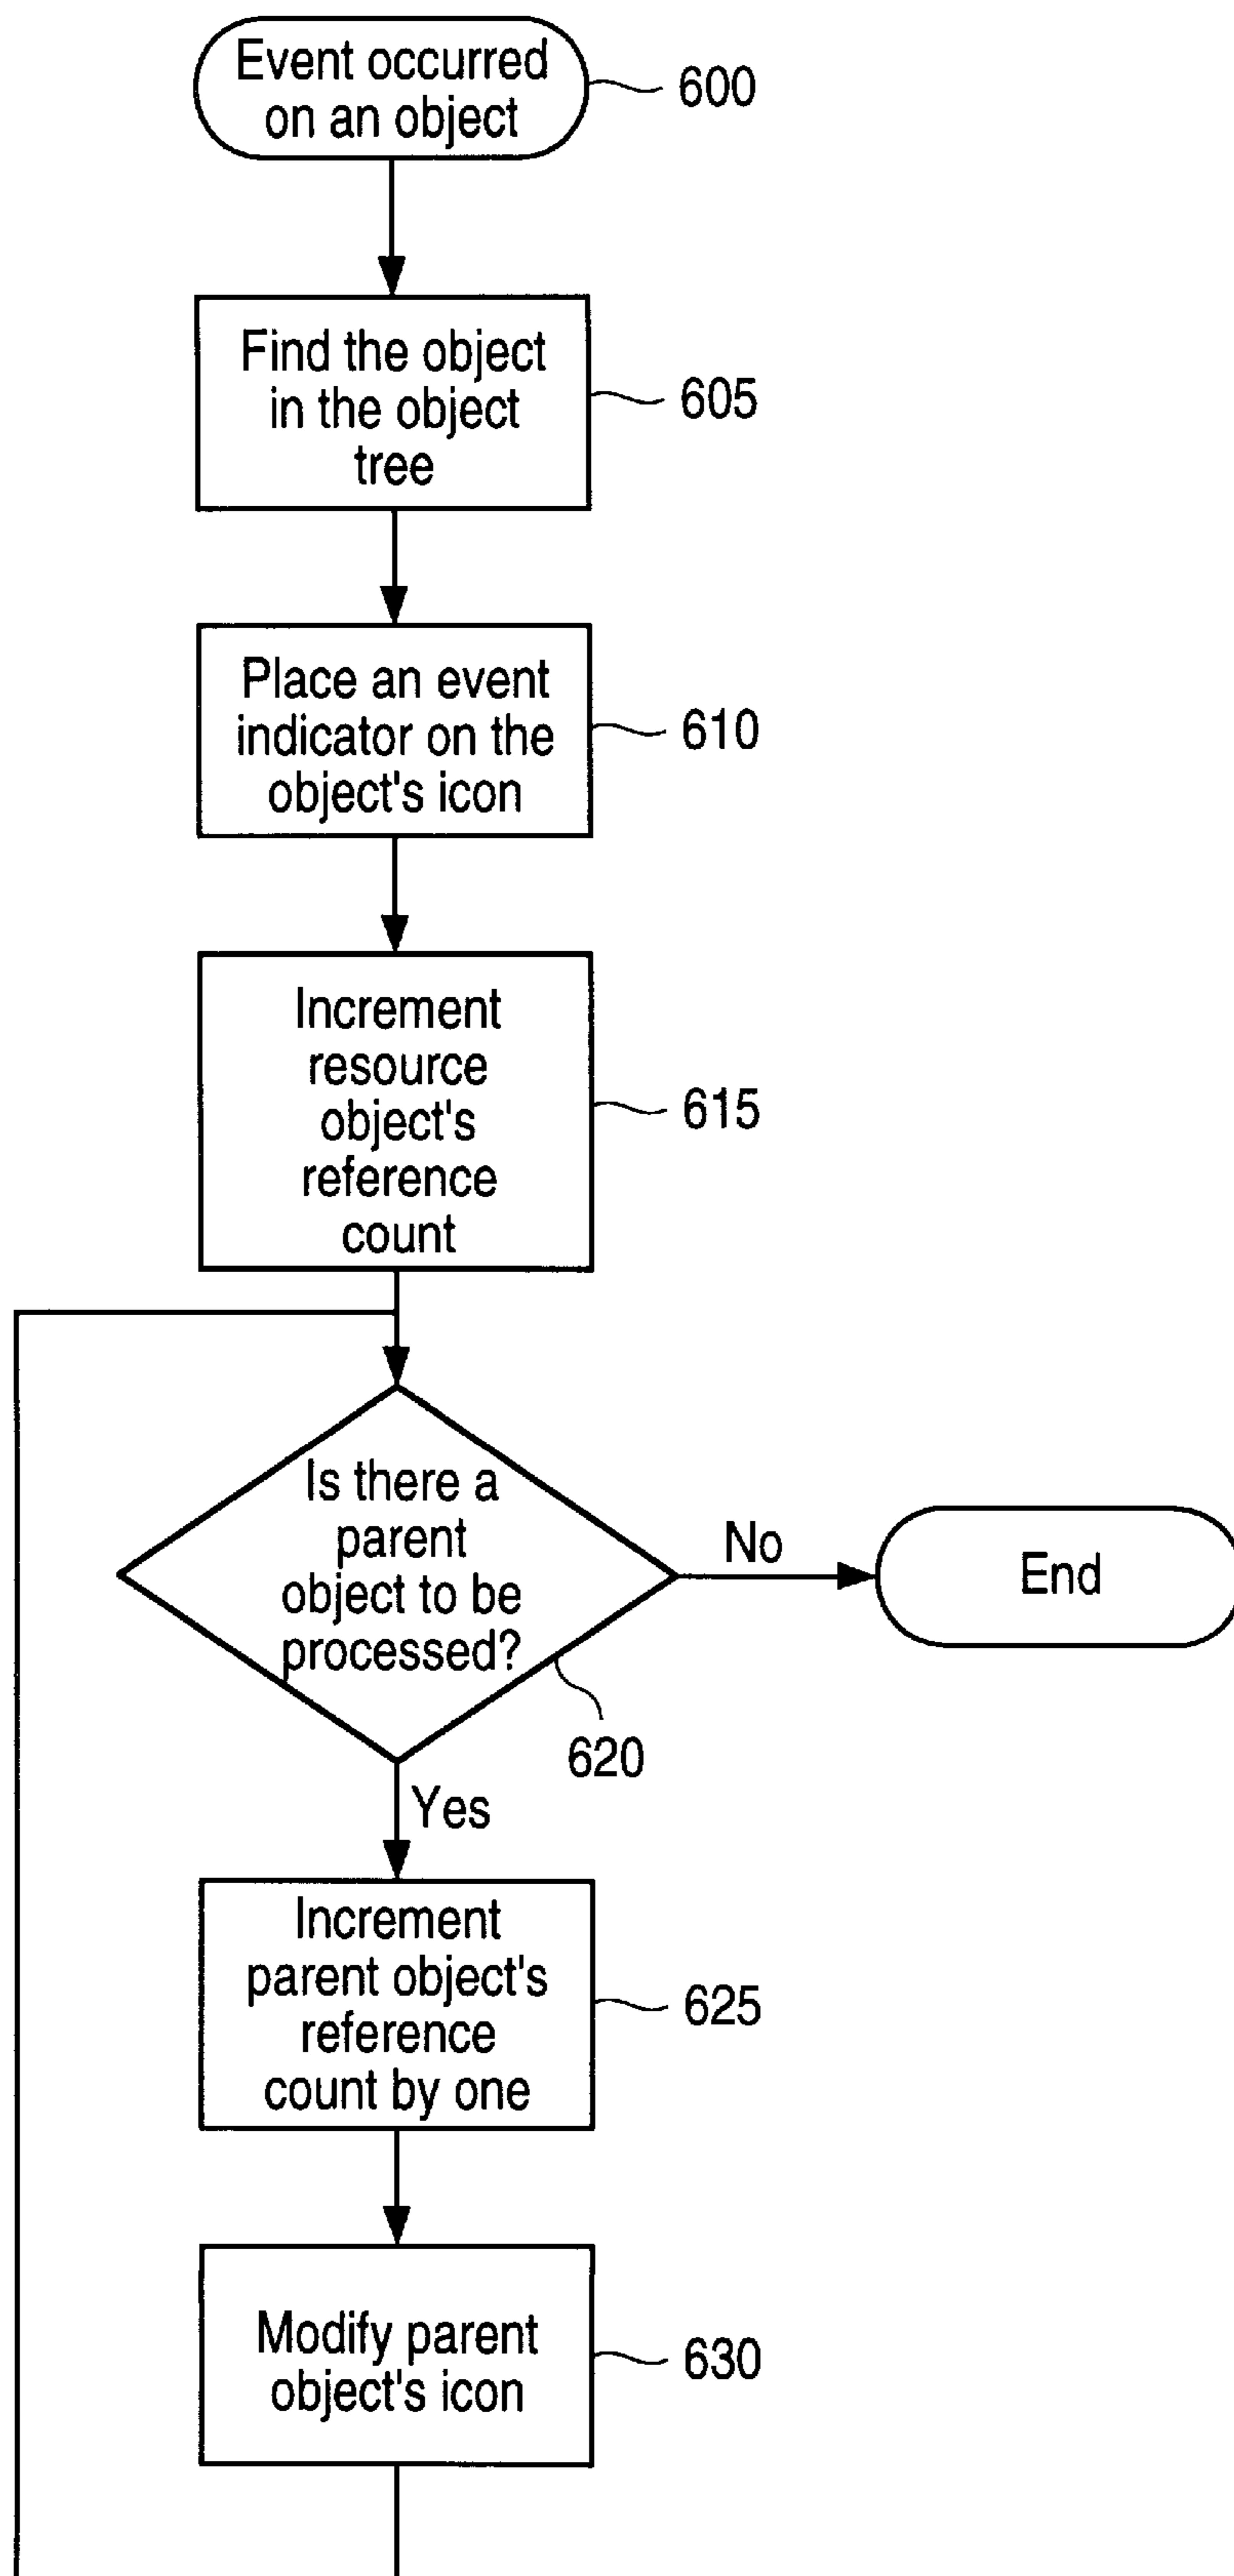 Event occurred
on an object
600
Find the object
in the object
tree
605
Place an event
indicator on the
object's icon
610
Increment
resource
object's
reference
count
615
Is there a
parent
object to be
processed?
620
No
End
Yes
Increment
parent object's
reference
count by one
625
Modify parent
object's icon
630